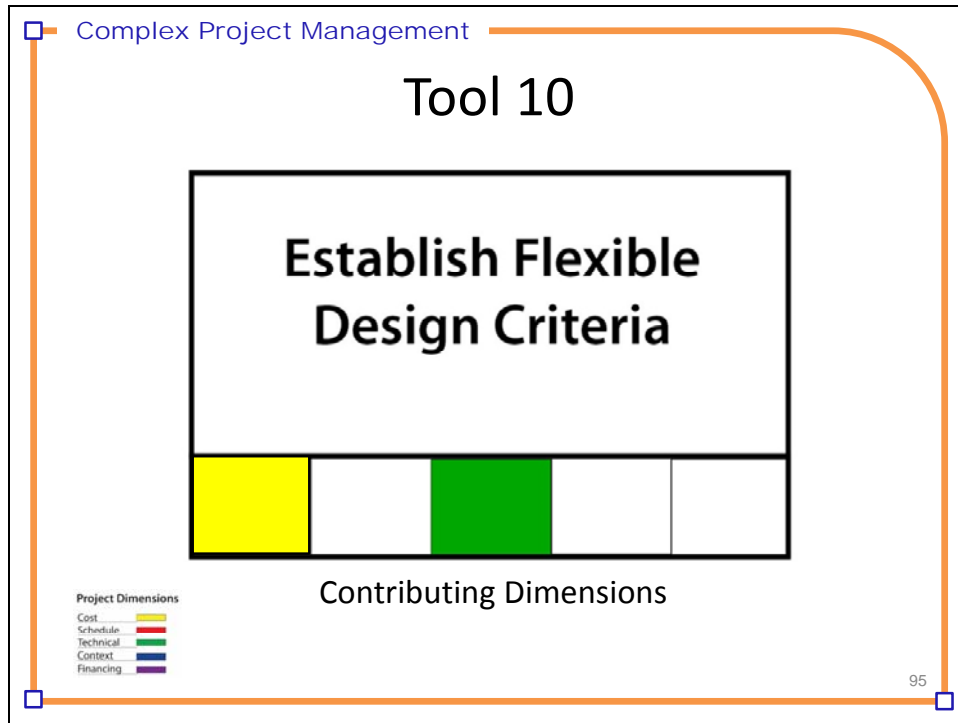 Complex Project Management
Tool 10
Establish Flexible
Design Criteria
Contributing Dimensions
Project Dimensions
Cost
Schedule
Technical
Context
Financing
95